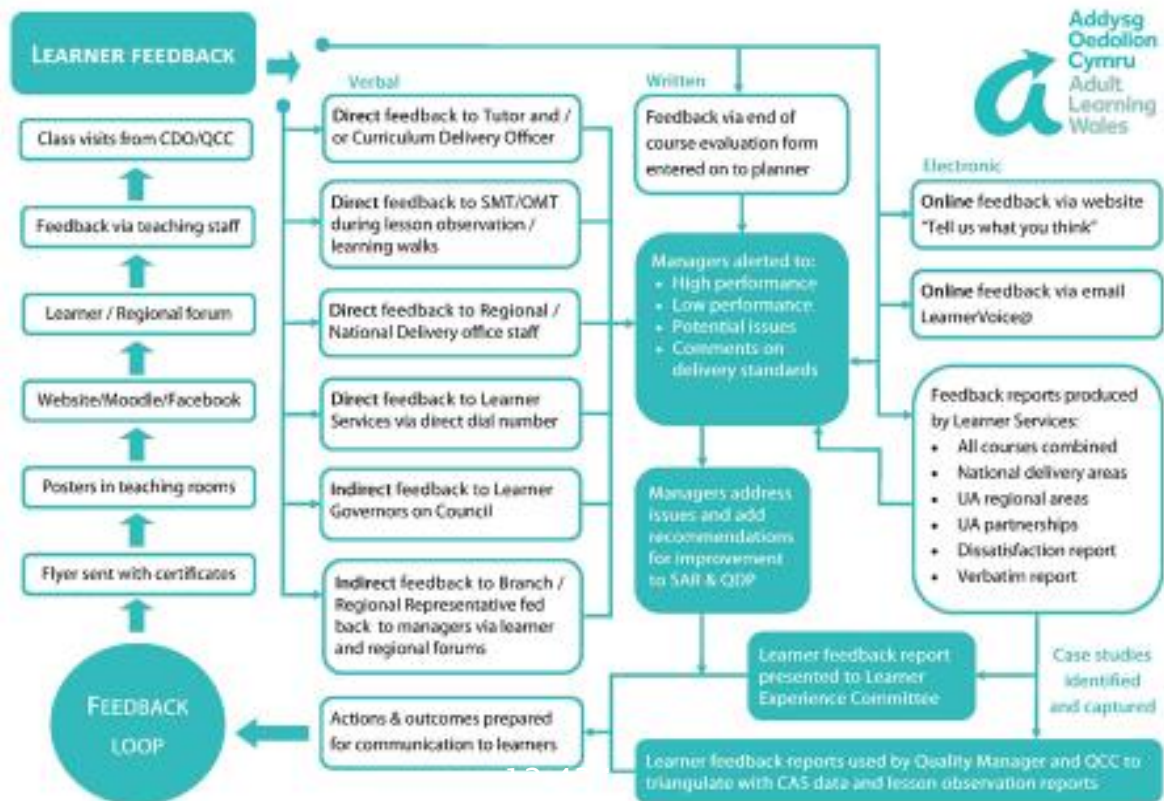 LEARNER FEEDBACK
Class visits from CDO/QCC
Feedback via teaching staff
Learner / Regional forum
Website/Moodle/Facebook
Posters in teaching rooms
Flyer sent with certificates
FEEDBACK
LOOP
Verbal
Direct feedback to Tutor and /
or Curriculum Delivery Officer
Direct feedback to SMT/OMT
during lesson observation /
learning walks
Direct feedback to Regional /
National Delivery office staff
Direct feedback to Learner
Services via direct dial number
Indirect feedback to Learner
Governors on Council
Indirect feedback to Branch /
Regional Representative fed
back to managers via learner
and regional forums
Actions & outcomes prepared
for communication to learners
Written
Feedback via end of
course evaluation form
entered on to planner
Managers alerted to:
• High performance
• Low performance
• Potential issues
• Comments on
delivery standards
Managers address
issues and add
recommendations
for improvement
to SAR & QDP
Learner feedback report
presented to Learner
Experience Committee
Learner feedback reports used by Quality Manager and QCC to
triangulate with CAS data and lesson observation reports
Addysg
Oedolion
Cymru
Adult
Learning
Wales
Electronic
Online feedback via website
"Tell us what you think"
Online feedback via email
LearnerVoice@
Feedback reports produced
by Learner Services:
• All courses combined
• National delivery areas
• UA regional areas
• UA partnerships
• Dissatisfaction report
• Verbatim report
Case studies
identified
and captured